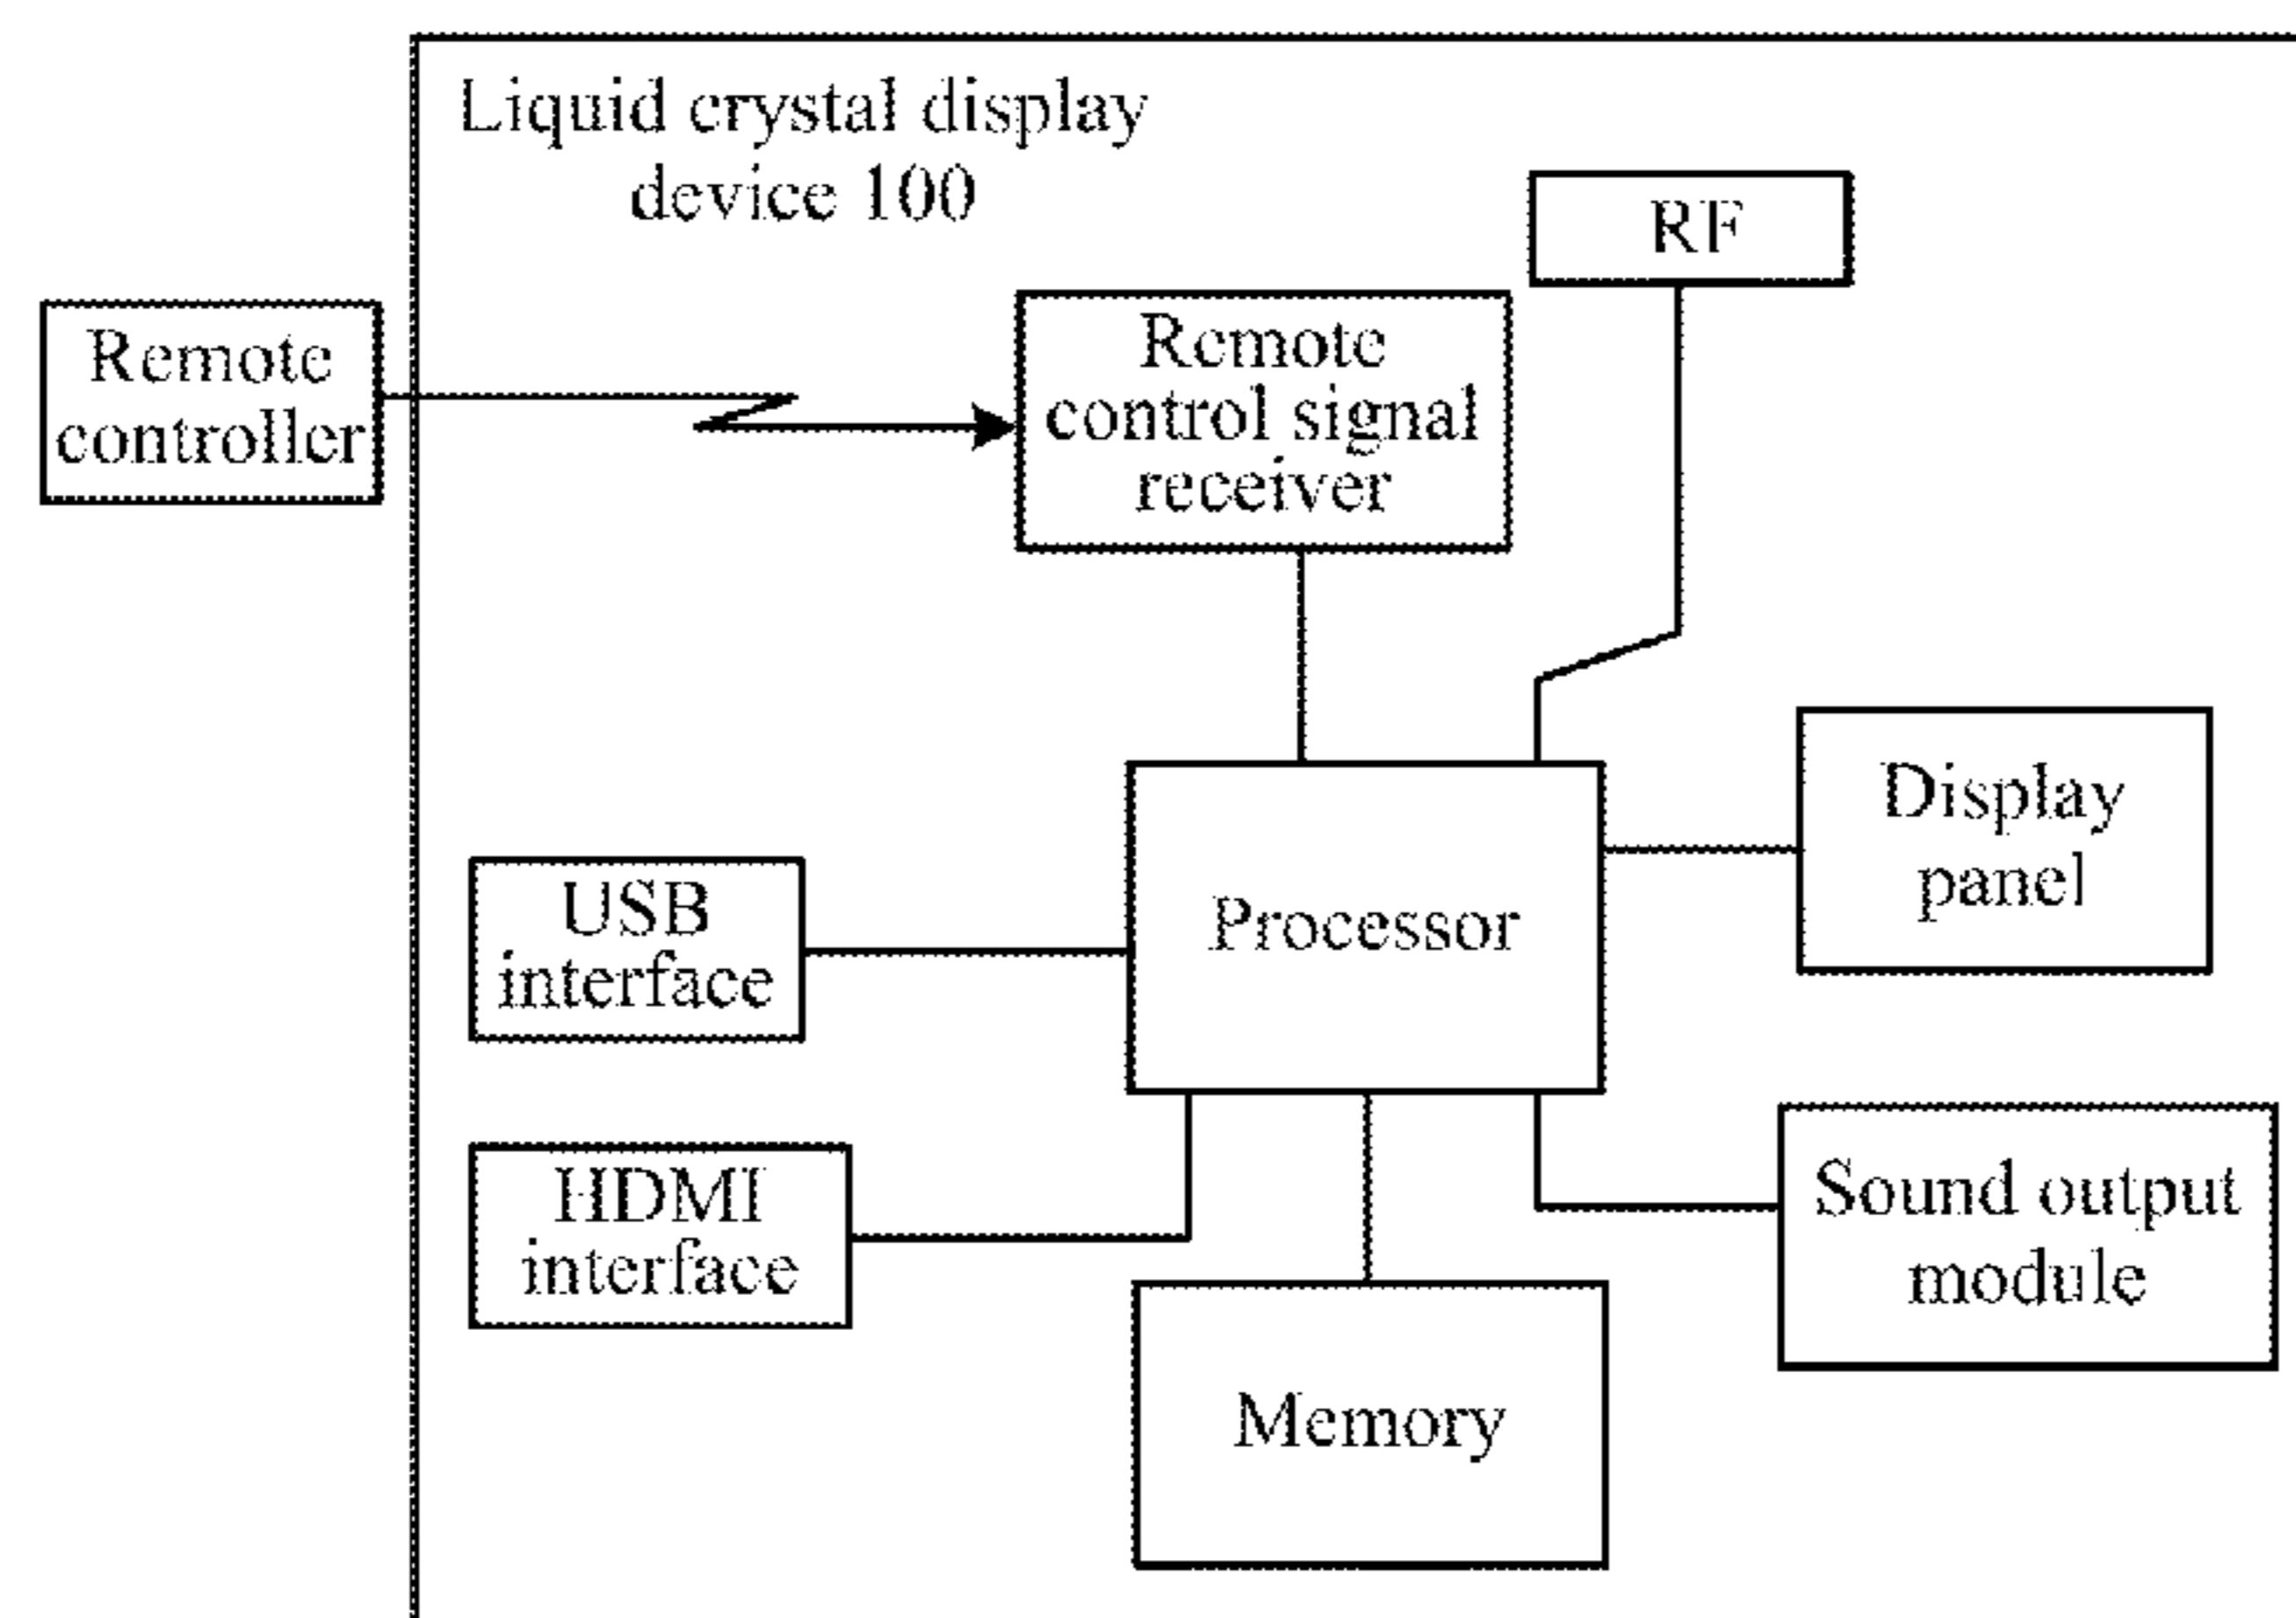 Liquid crystal display
device 100
RF
Remote
controller
Remote
control signal
receiver
Display
panel
USB
interface
Processor
HDMI
interface
Sound output
module
Memory